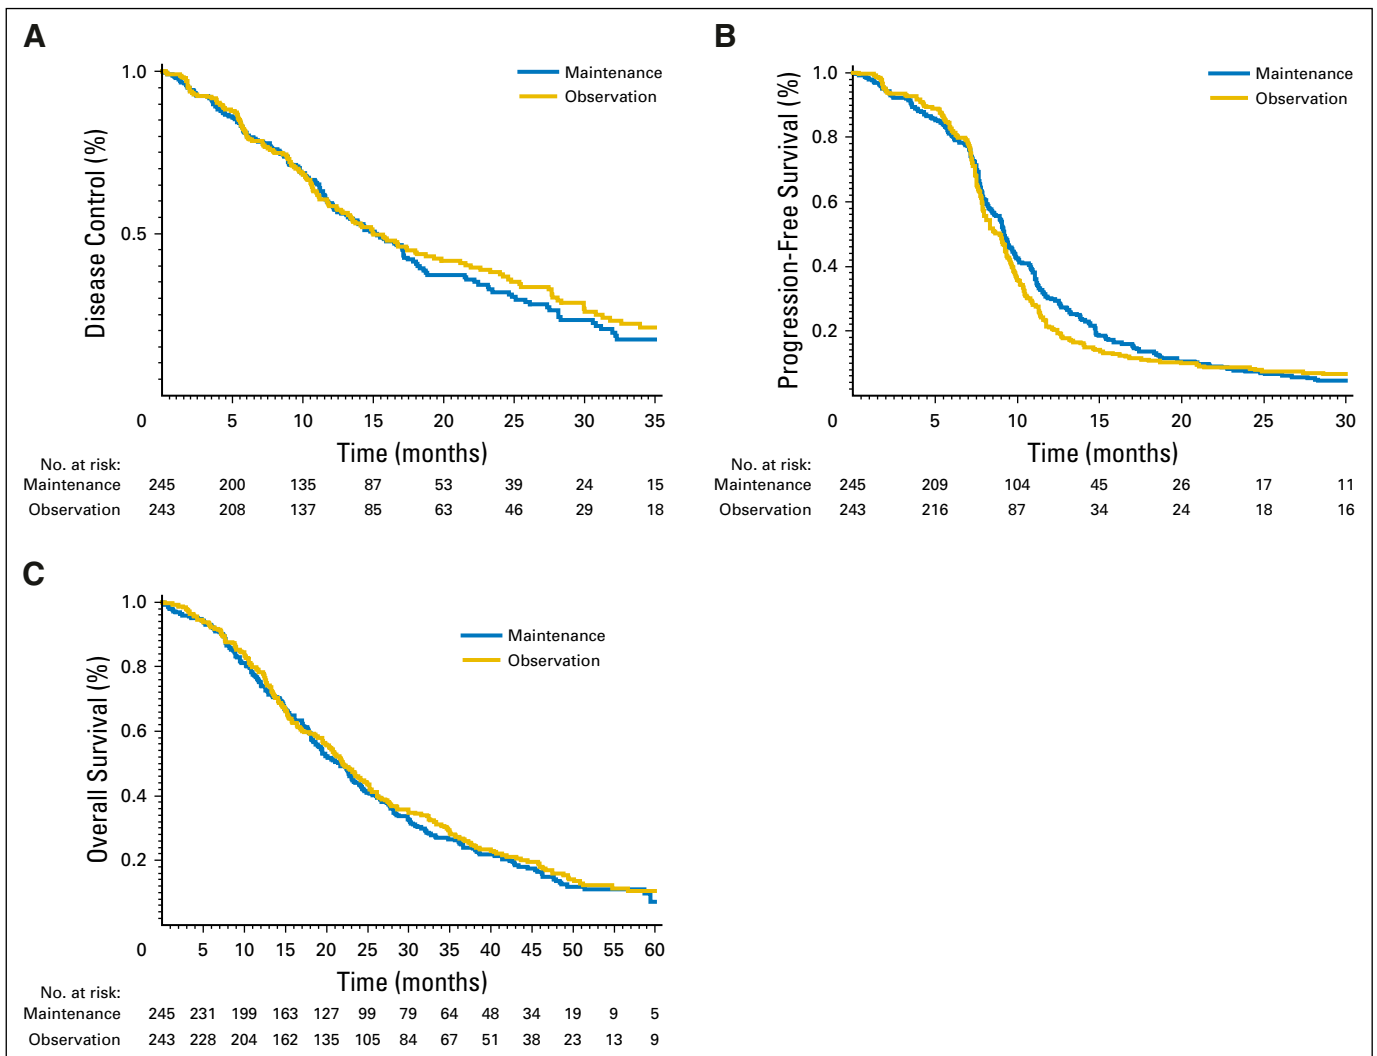 A
Disease Control (%)
1.0
0.5
Maintenance
Observation
0 5 10 15 20 25 30 35
Time (months)
No. at risk:
Maintenance 245 200 135 87 53 39 24 15
Observation 243 208 137 85 63 46 29 18
B
Progression-Free Survival (%)
1.0
0.8
0.6
0.4
0.2
Maintenance
Observation
0 5 10 15 20 25 30
Time (months)
No. at risk:
Maintenance 245 209 104 45 26 17 11
Observation 243 216 87 34 24 18 16
C
Overall Survival (%)
1.0
0.8
0.6
0.4
0.2
Maintenance
Observation
0 5 10 15 20 25 30 35 40 45 50 55 60
Time (months)
No. at risk:
Maintenance 245 231 199 163 127 99 79 64 48 34 19 9 5
Observation 243 228 204 162 135 105 84 67 51 38 23 13 9